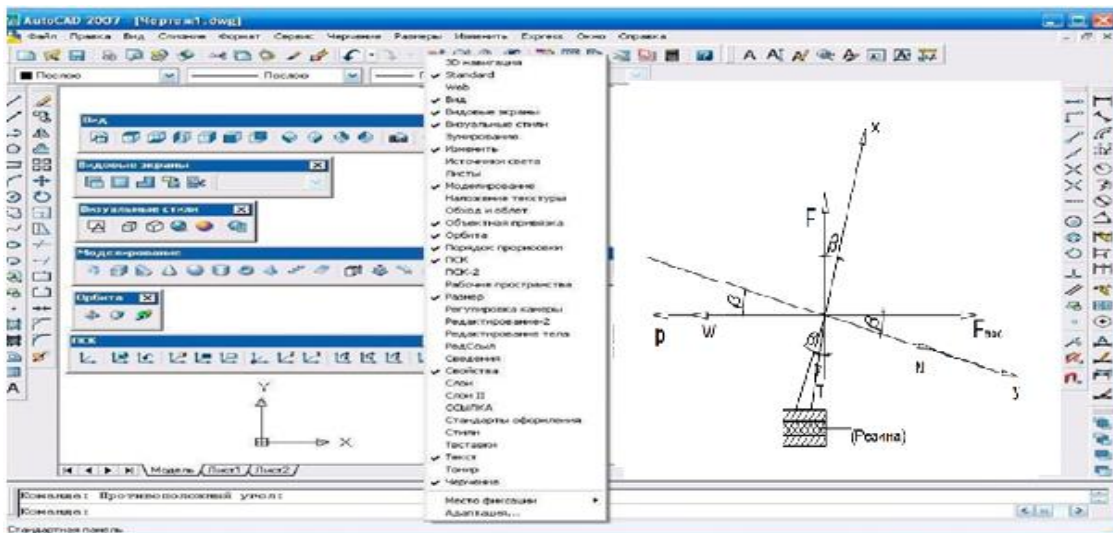 AutoCAD 2007 - [Чертеж1.dwg]
Файл Правка Вид Вставка Формат Сервис Черчение Размеры Изменить Express Окно Справка
Послою Послою
3D навигация
Standard
Web
Вид
Видовые экраны
Визуальные стили
Зумирование
Изменить
Источники света
Листы
Моделирование
Наложение текстуры
Обход и облет
Объектная привязка
Орбита
Порядок прорисовки
ПСК
ПСК-2
Рабочие пространства
Размер
Регулировка камеры
Редактирование-2
Редактирование тела
РедСсыл
Сведения
Свойства
Слои
Слои II
ССЫЛКА
Стандарты оформления
Стили
Текст
Черчение
Место фиксации
Адаптация...
Вид
Видовые экраны
Визуальные стили
Моделирование
Орбита
ПСК
Y
X
Модель Лист1 Лист2
x
F
β
β
β
P
W
Fпос
N
T
y
(Резина)
Команда: Противоположный угол:
Команда:
Стандартная панель